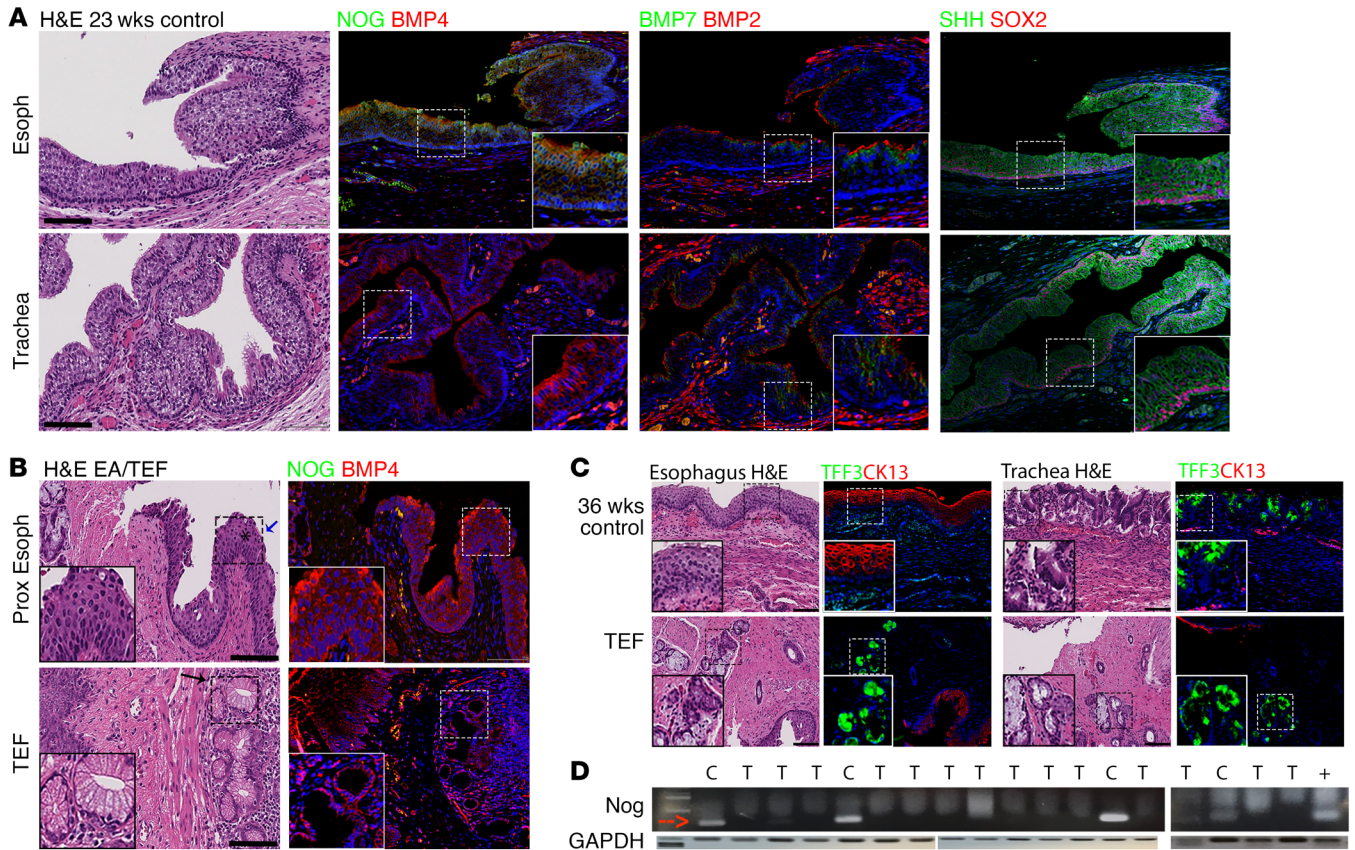 A
H&E 23 wks control
NOG BMP4
BMP7 BMP2
SHH SOX2
Esoph
Trachea
B
H&E EA/TEF
NOG BMP4
Prox Esoph
*
TEF
C
Esophagus H&E
TFF3CK13
Trachea H&E
TFF3CK13
36 wks
control
TEF
D
C T T T C T T T T T T C T T C T T +
Nog
GAPDH